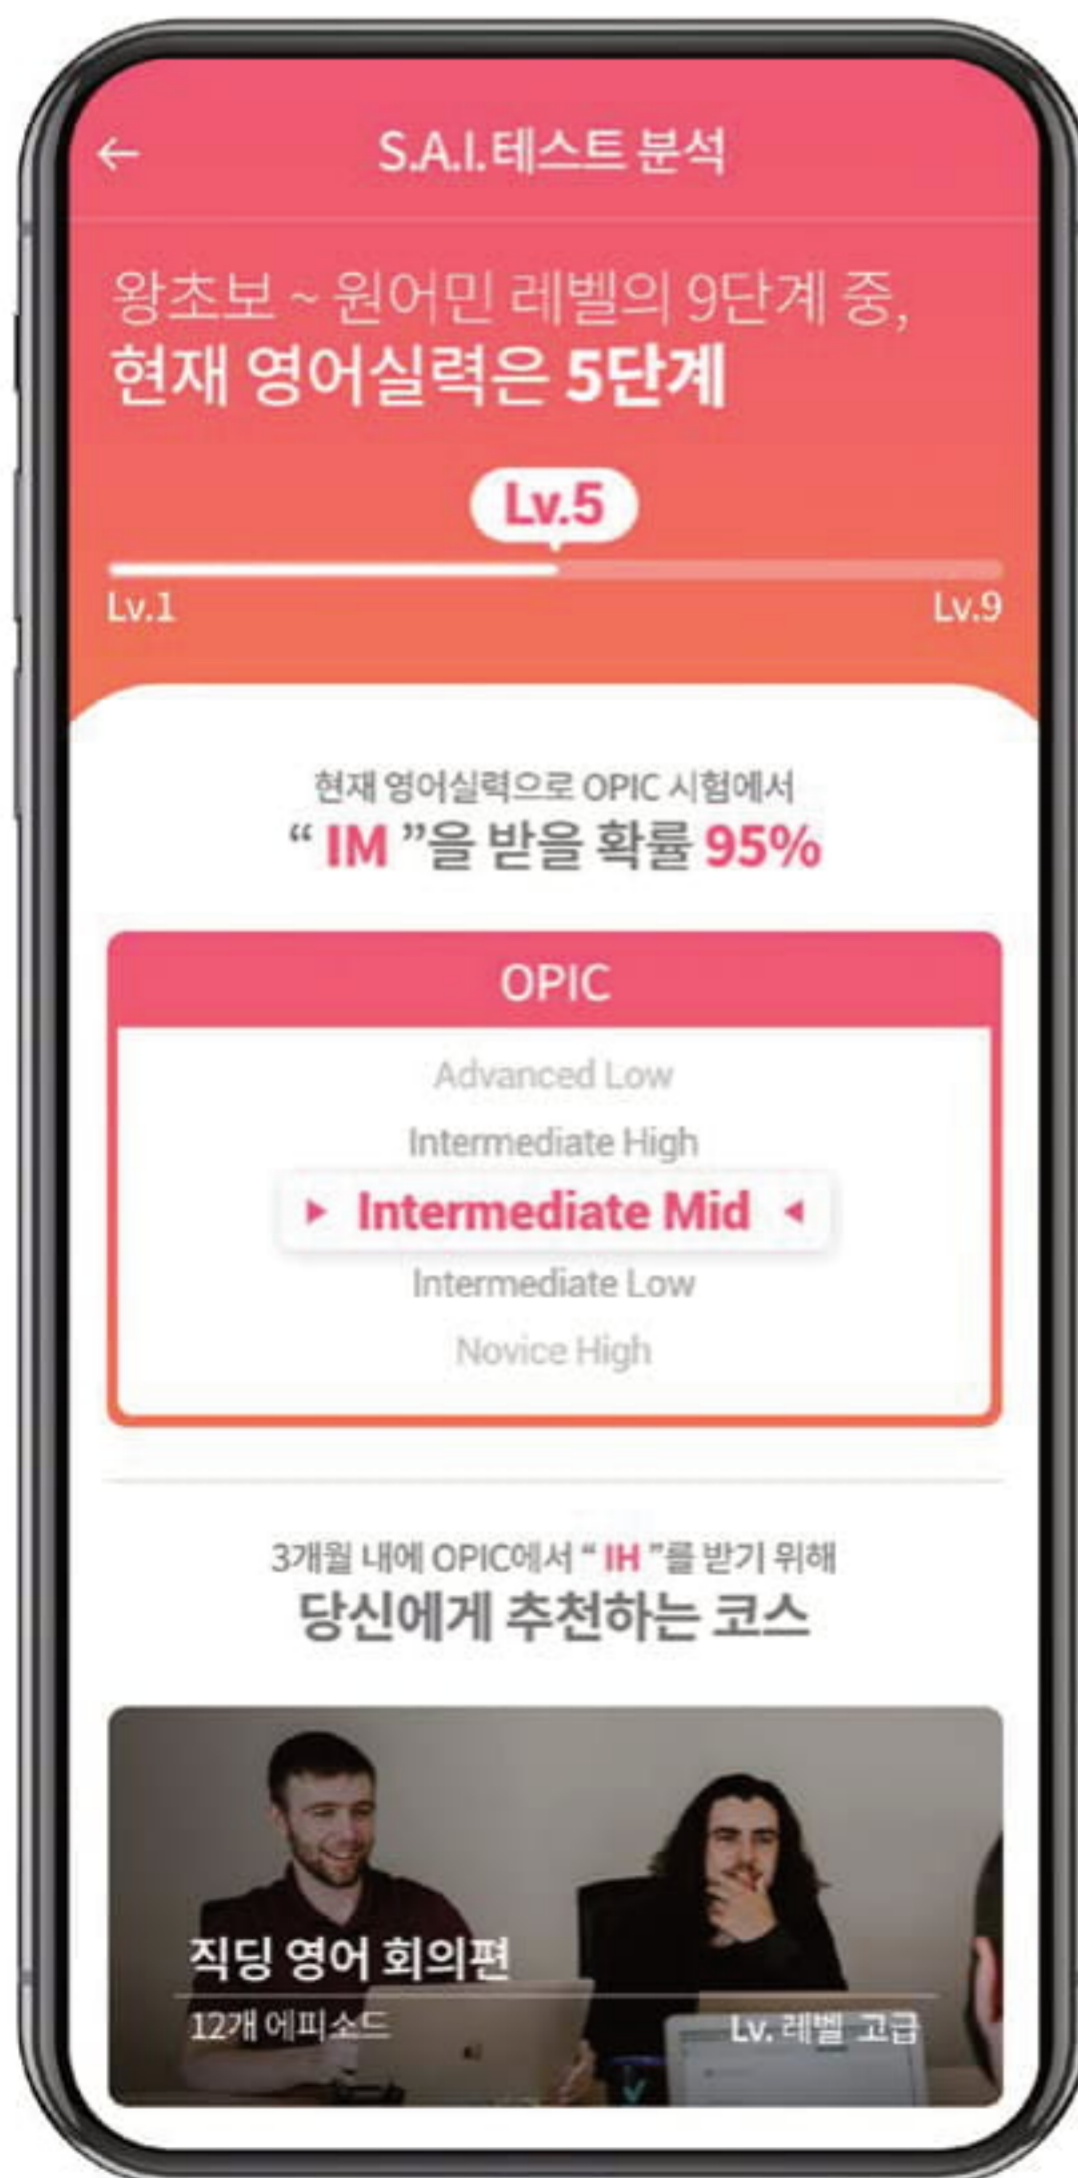 S.A.I.테스트 분석
왕초보 ~ 원어민 레벨의 9단계 중,
현재 영어실력은 5단계
Lv.5
Lv.1
Lv.9
현재 영어실력으로 OPIC 시험에서
“ IM ”을 받을 확률 95%
OPIC
Advanced Low
Intermediate High
Intermediate Mid
Intermediate Low
Novice High
3개월 내에 OPIC에서 “ IH ”를 받기 위해
당신에게 추천하는 코스
직딩 영어 회의편
12개 에피소드
Lv. 레벨 고급